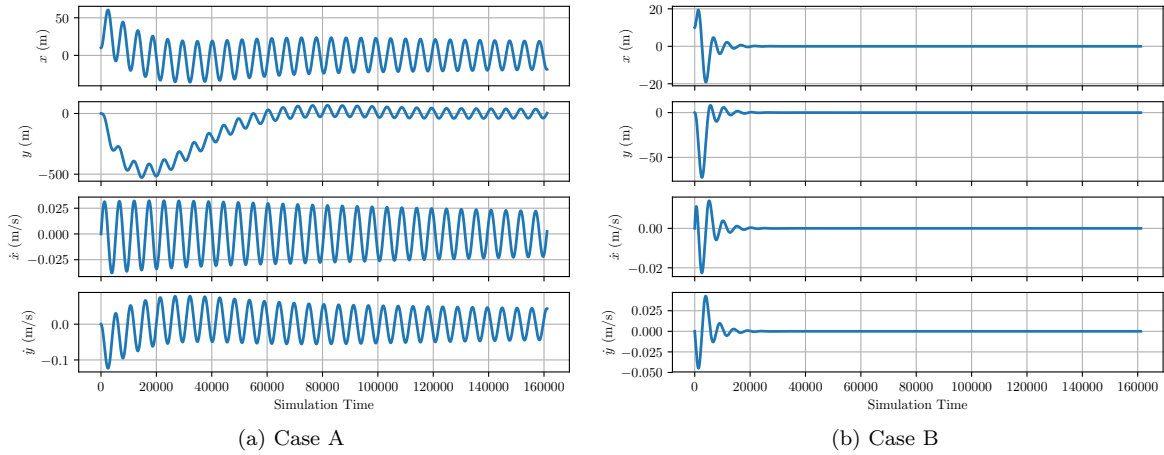 50
0
x (m)
0
−500
y (m)
0.025
0.000
−0.025
ẋ (m/s)
0.0
−0.1
ẏ (m/s)
0 20000 40000 60000 80000 100000 120000 140000 160000
Simulation Time
(a) Case A
20
0
−20
x (m)
0
−50
y (m)
0.00
−0.02
ẋ (m/s)
0.025
0.000
−0.025
−0.050
ẏ (m/s)
0 20000 40000 60000 80000 100000 120000 140000 160000
Simulation Time
(b) Case B